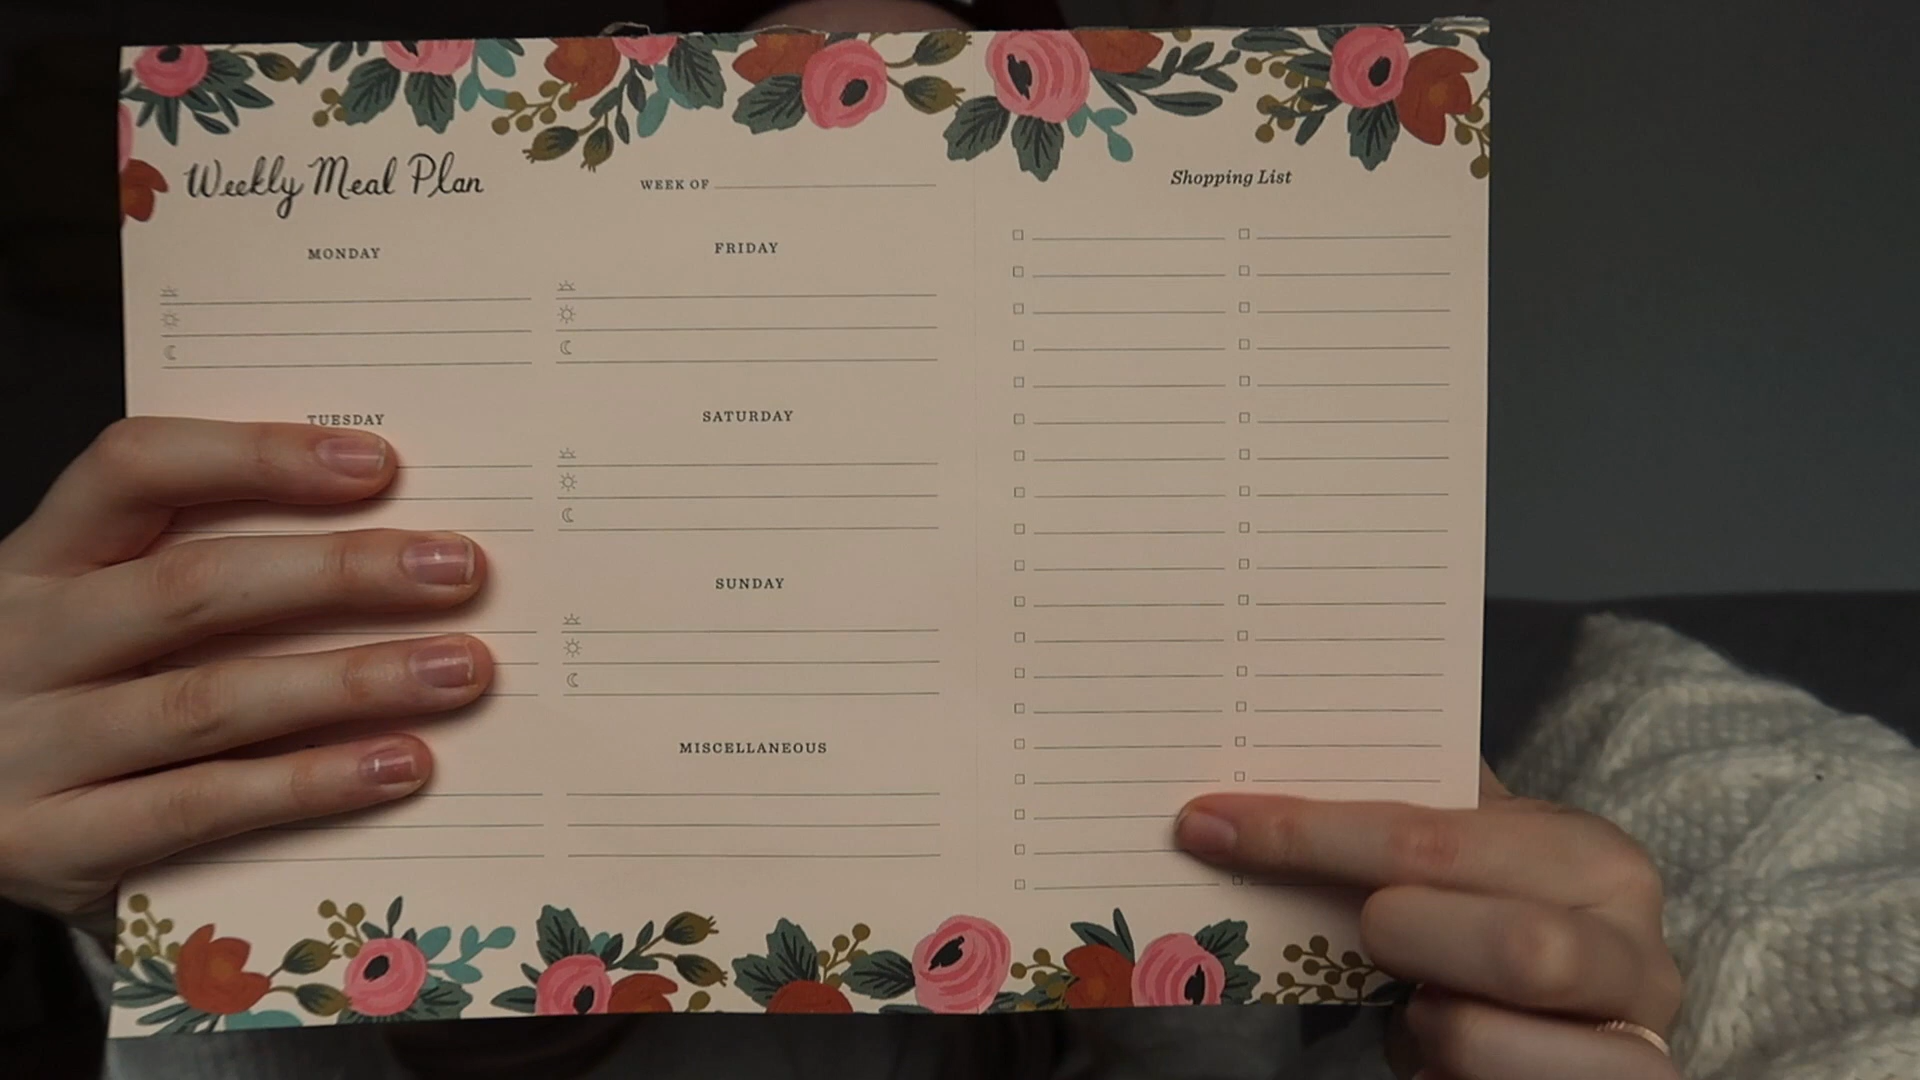 Weekly Meal Plan
WEEK OF
MONDAY
TUESDAY
FRIDAY
SATURDAY
SUNDAY
MISCELLANEOUS
Shopping List